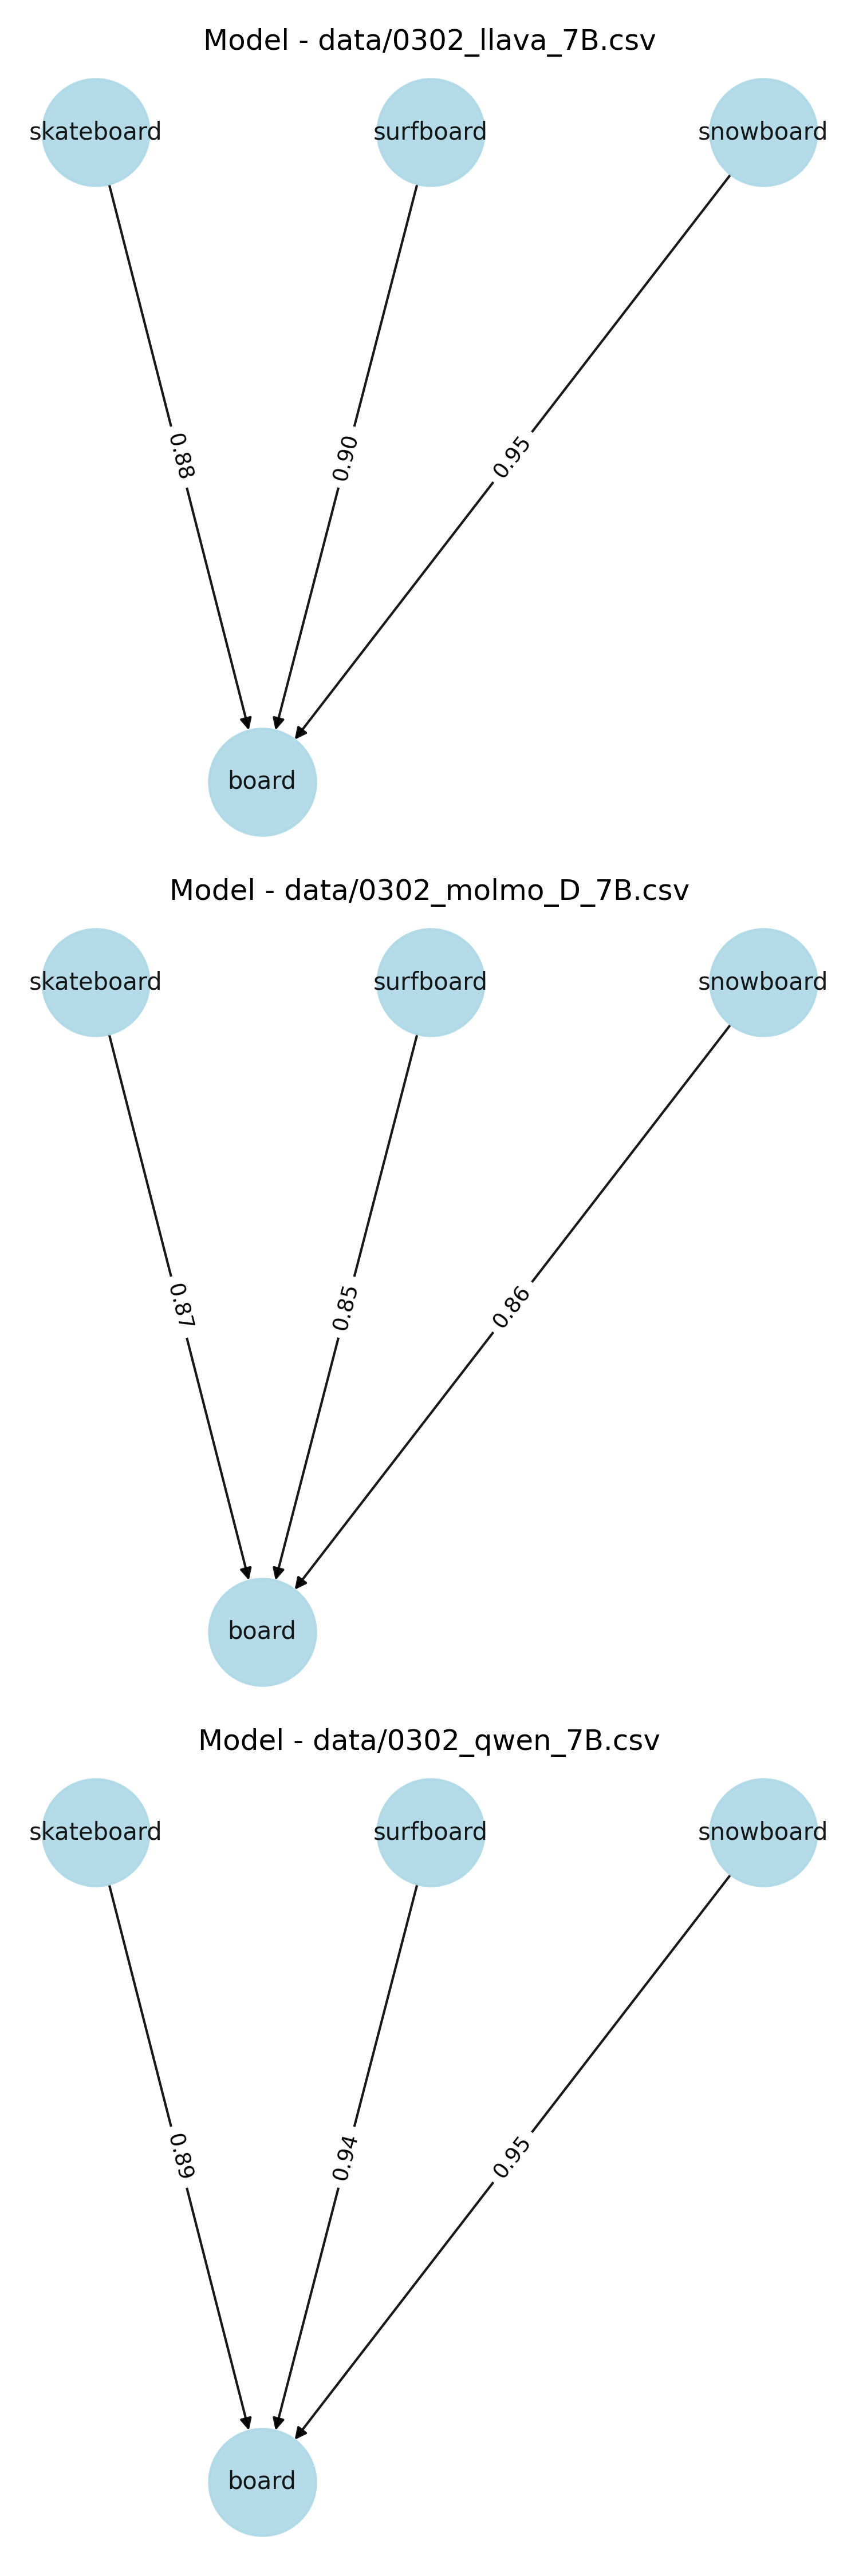 Model - data/0302_llava_7B.csv
skateboard surfboard snowboard
0.88 0.90 0.95
board
Model - data/0302_molmo_D_7B.csv
skateboard surfboard snowboard
0.87 0.85 0.86
board
Model - data/0302_qwen_7B.csv
skateboard surfboard snowboard
0.89 0.94 0.95
board